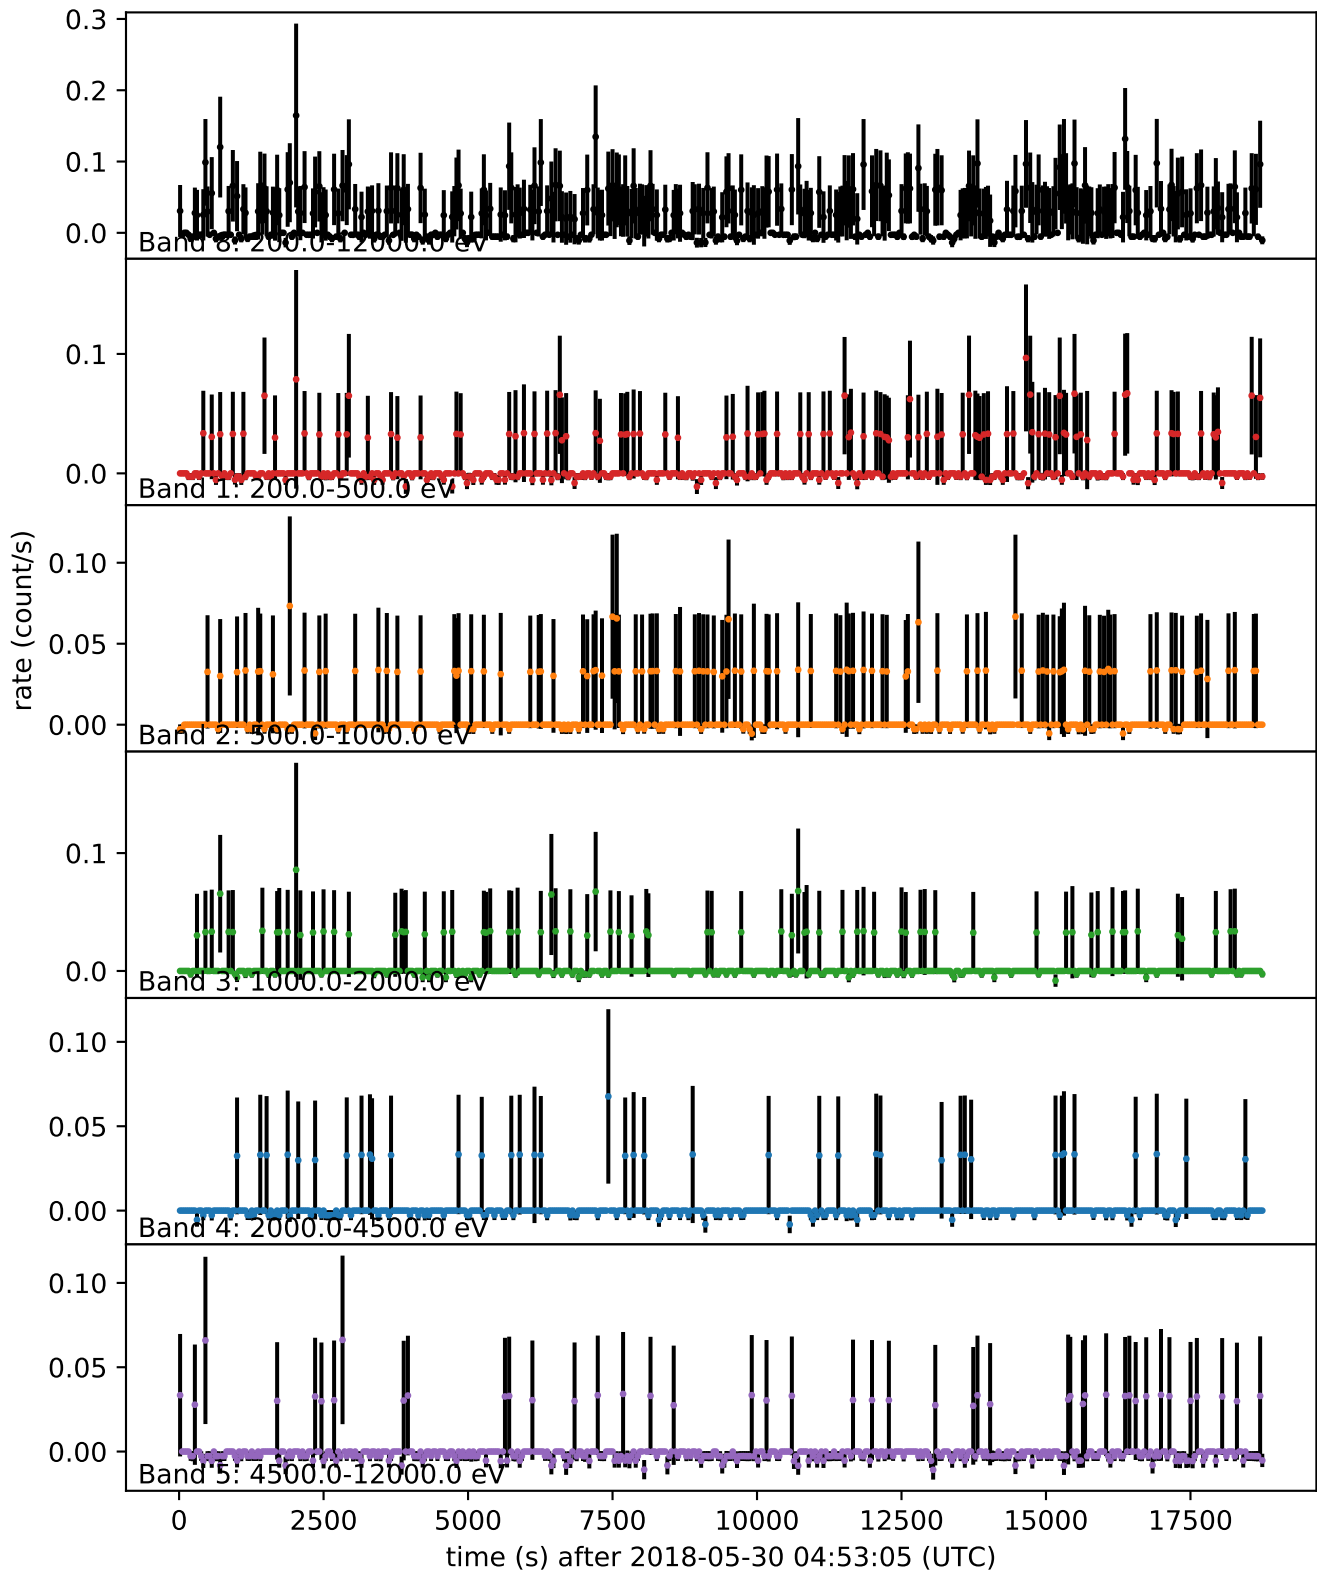 0.3
0.2
0.1
0.0
Band 8: 200.0-12000.0 eV
0.1
0.0
Band 1: 200.0-500.0 eV
rate (count/s)
0.10
0.05
0.00
Band 2: 500.0-1000.0 eV
0.1
0.0
Band 3: 1000.0-2000.0 eV
0.10
0.05
0.00
Band 4: 2000.0-4500.0 eV
0.10
0.05
0.00
Band 5: 4500.0-12000.0 eV
0 2500 5000 7500 10000 12500 15000 17500
time (s) after 2018-05-30 04:53:05 (UTC)